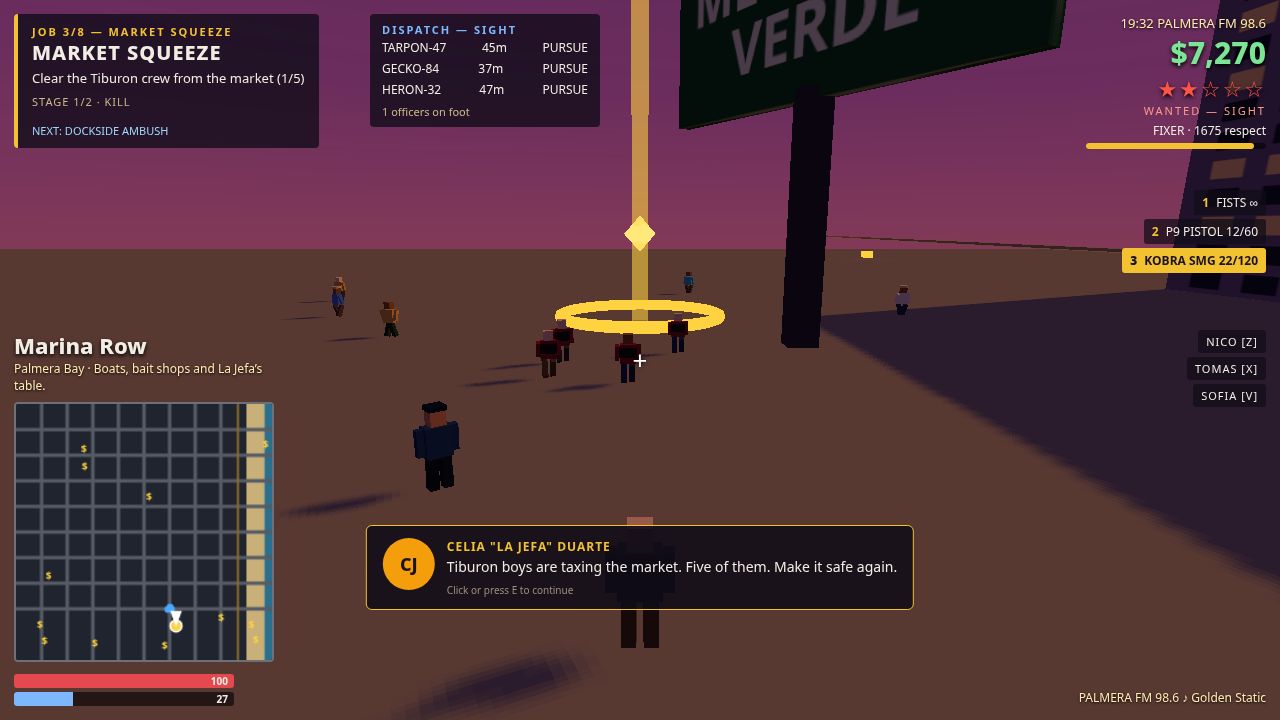 JOB 3/8 — MARKET SQUEEZE
MARKET SQUEEZE
Clear the Tiburon crew from the market (1/5)
STAGE 1/2 · KILL
NEXT: DOCKSIDE AMBUSH
DISPATCH — SIGHT
TARPON-47 45m PURSUE
GECKO-84 37m PURSUE
HERON-32 47m PURSUE
1 officers on foot
VERDE
19:32 PALMERA FM 98.6
$7,270
★★☆☆☆
WANTED — SIGHT
FIXER · 1675 respect
1 FISTS ∞
2 P9 PISTOL 12/60
3 KOBRA SMG 22/120
NICO [Z]
TOMAS [X]
SOFIA [V]
Marina Row
Palmera Bay · Boats, bait shops and La Jefa's
table.
$
$
$
$
$
$
$
$
$
$
$
$
100
27
CJ
CELIA "LA JEFA" DUARTE
Tiburon boys are taxing the market. Five of them. Make it safe again.
Click or press E to continue
PALMERA FM 98.6 ♪ Golden Static